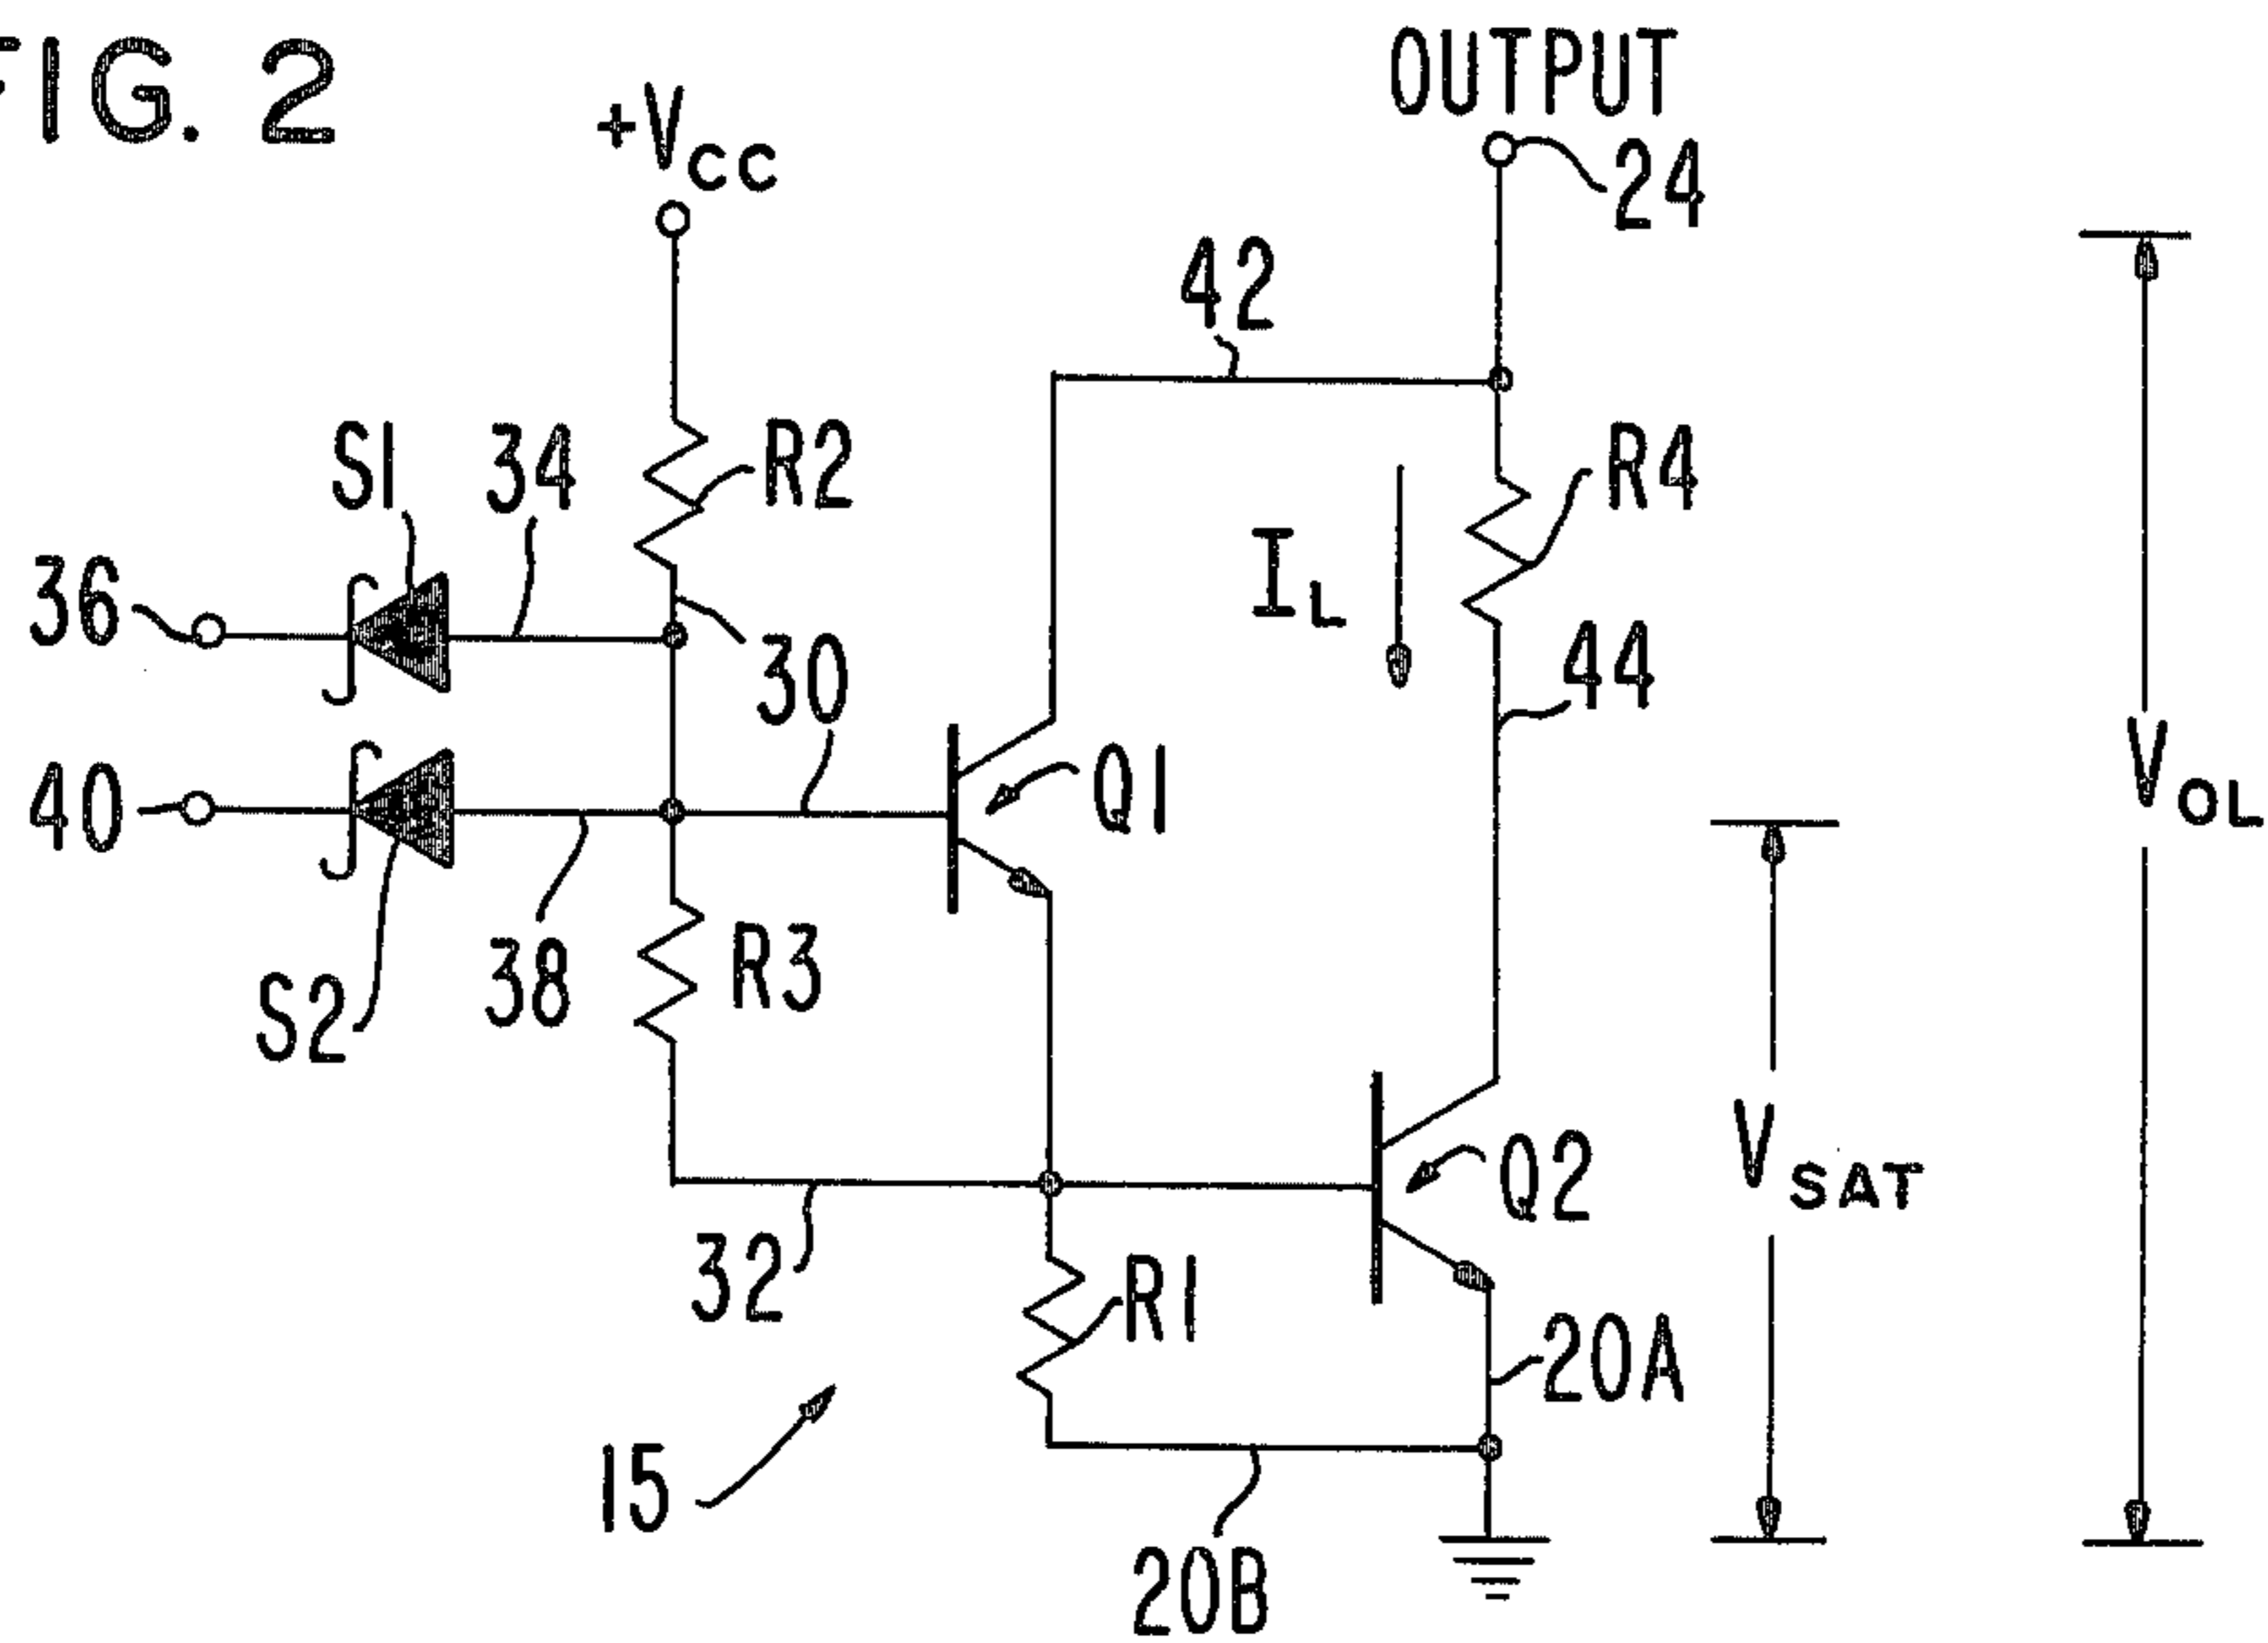 FIG. 2
OUTPUT
+VCC
24
42
S1
34
R2
R4
36
IL
30
44
40
Q1
VOL
38
R3
S2
VSAT
Q2
32
R1
20A
15
20B